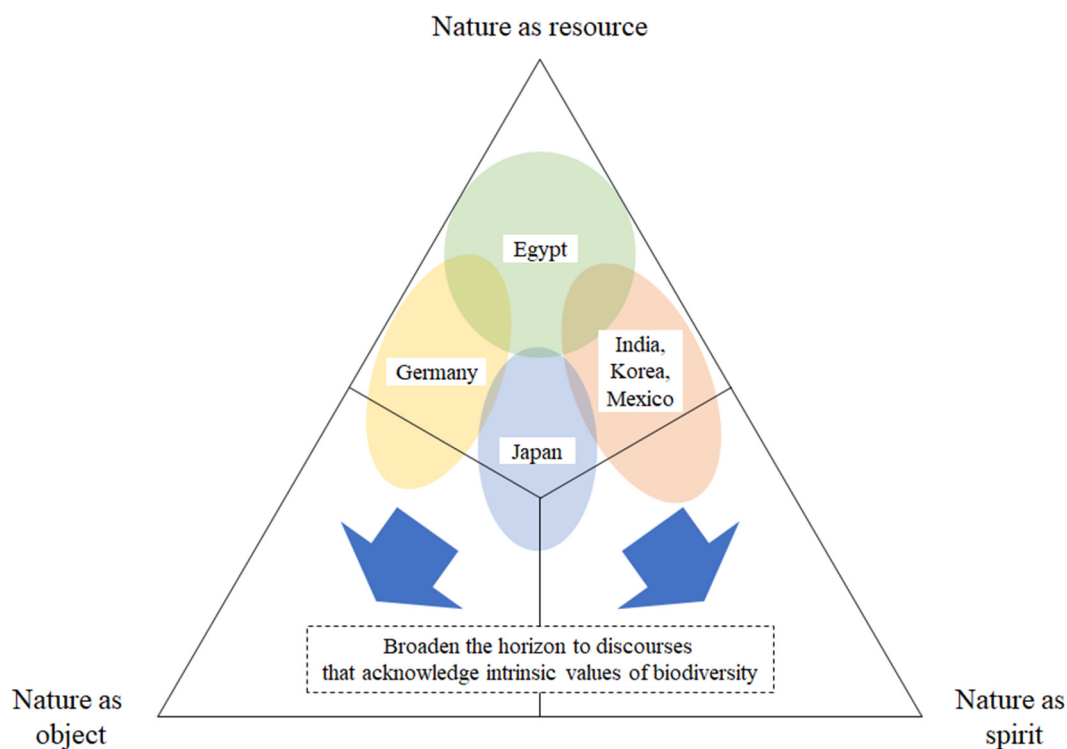 Nature as resource
Egypt
Germany
India,
Korea,
Mexico
Japan
Broaden the horizon to discourses
that acknowledge intrinsic values of biodiversity
Nature as
object
Nature as
spirit